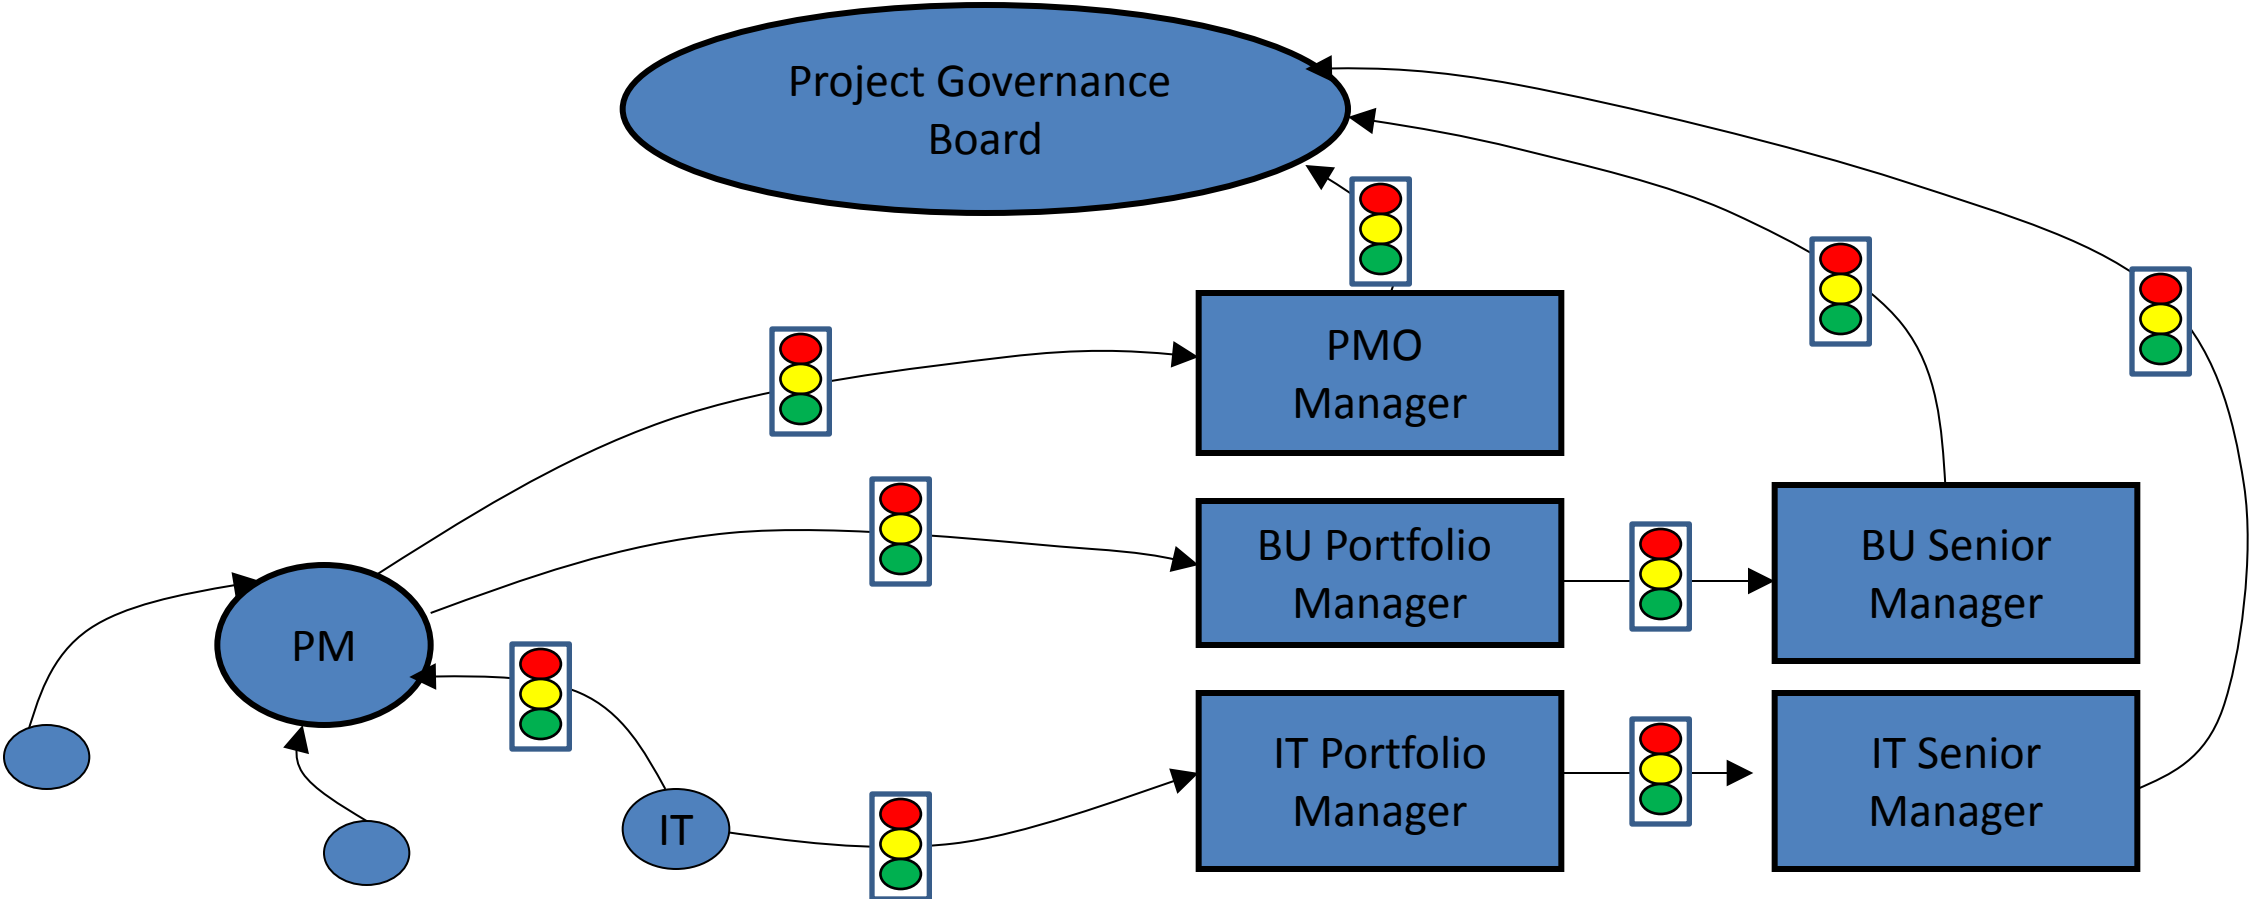 Project Governance
Board
PMO
Manager
BU Portfolio
Manager
BU Senior
Manager
PM
IT Portfolio
Manager
IT Senior
Manager
IT